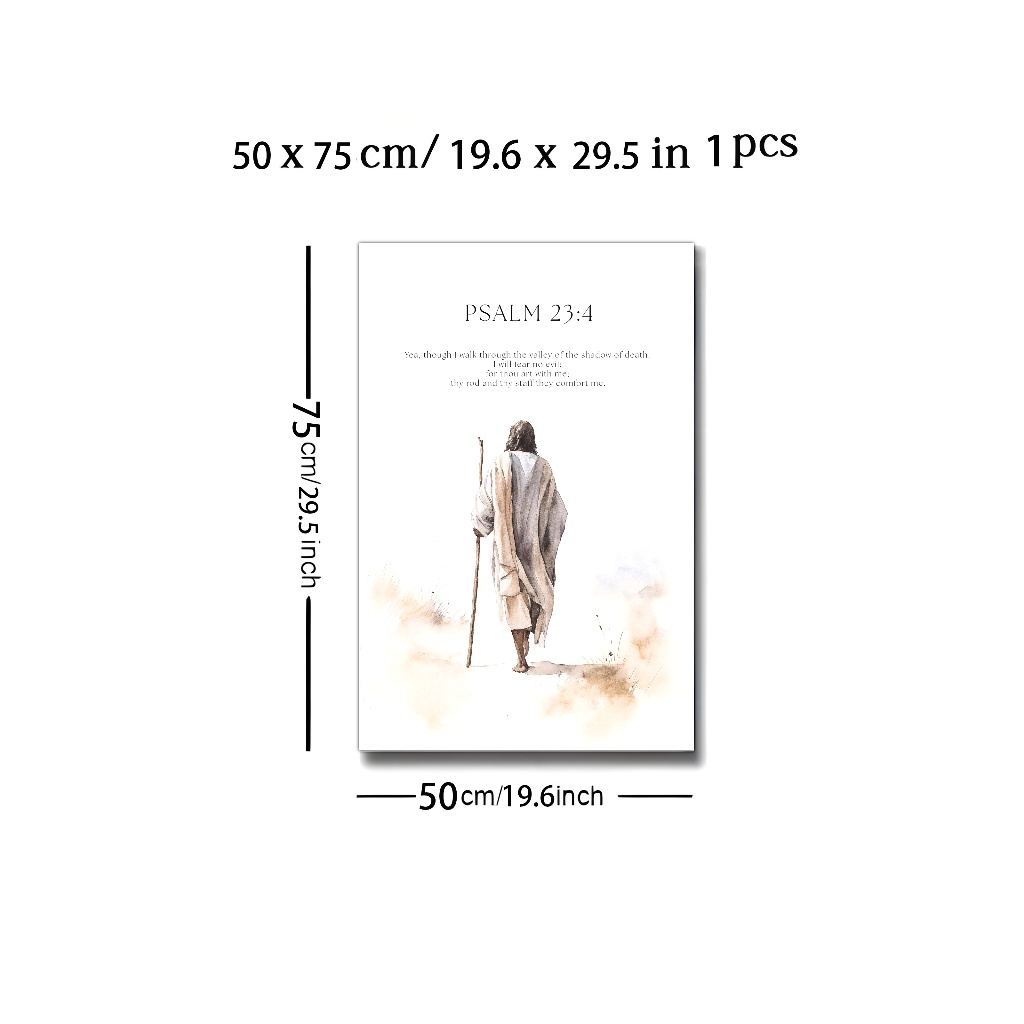 50 x 75 cm/ 19.6 x 29.5 in 1 pcs
PSALM 23:4
Yea, though I walk through the valley of the shadow of death,
I will fear no evil:
for thou art with me;
thy rod and thy staff they comfort me.
75cm/29.5inch
50cm/19.6inch